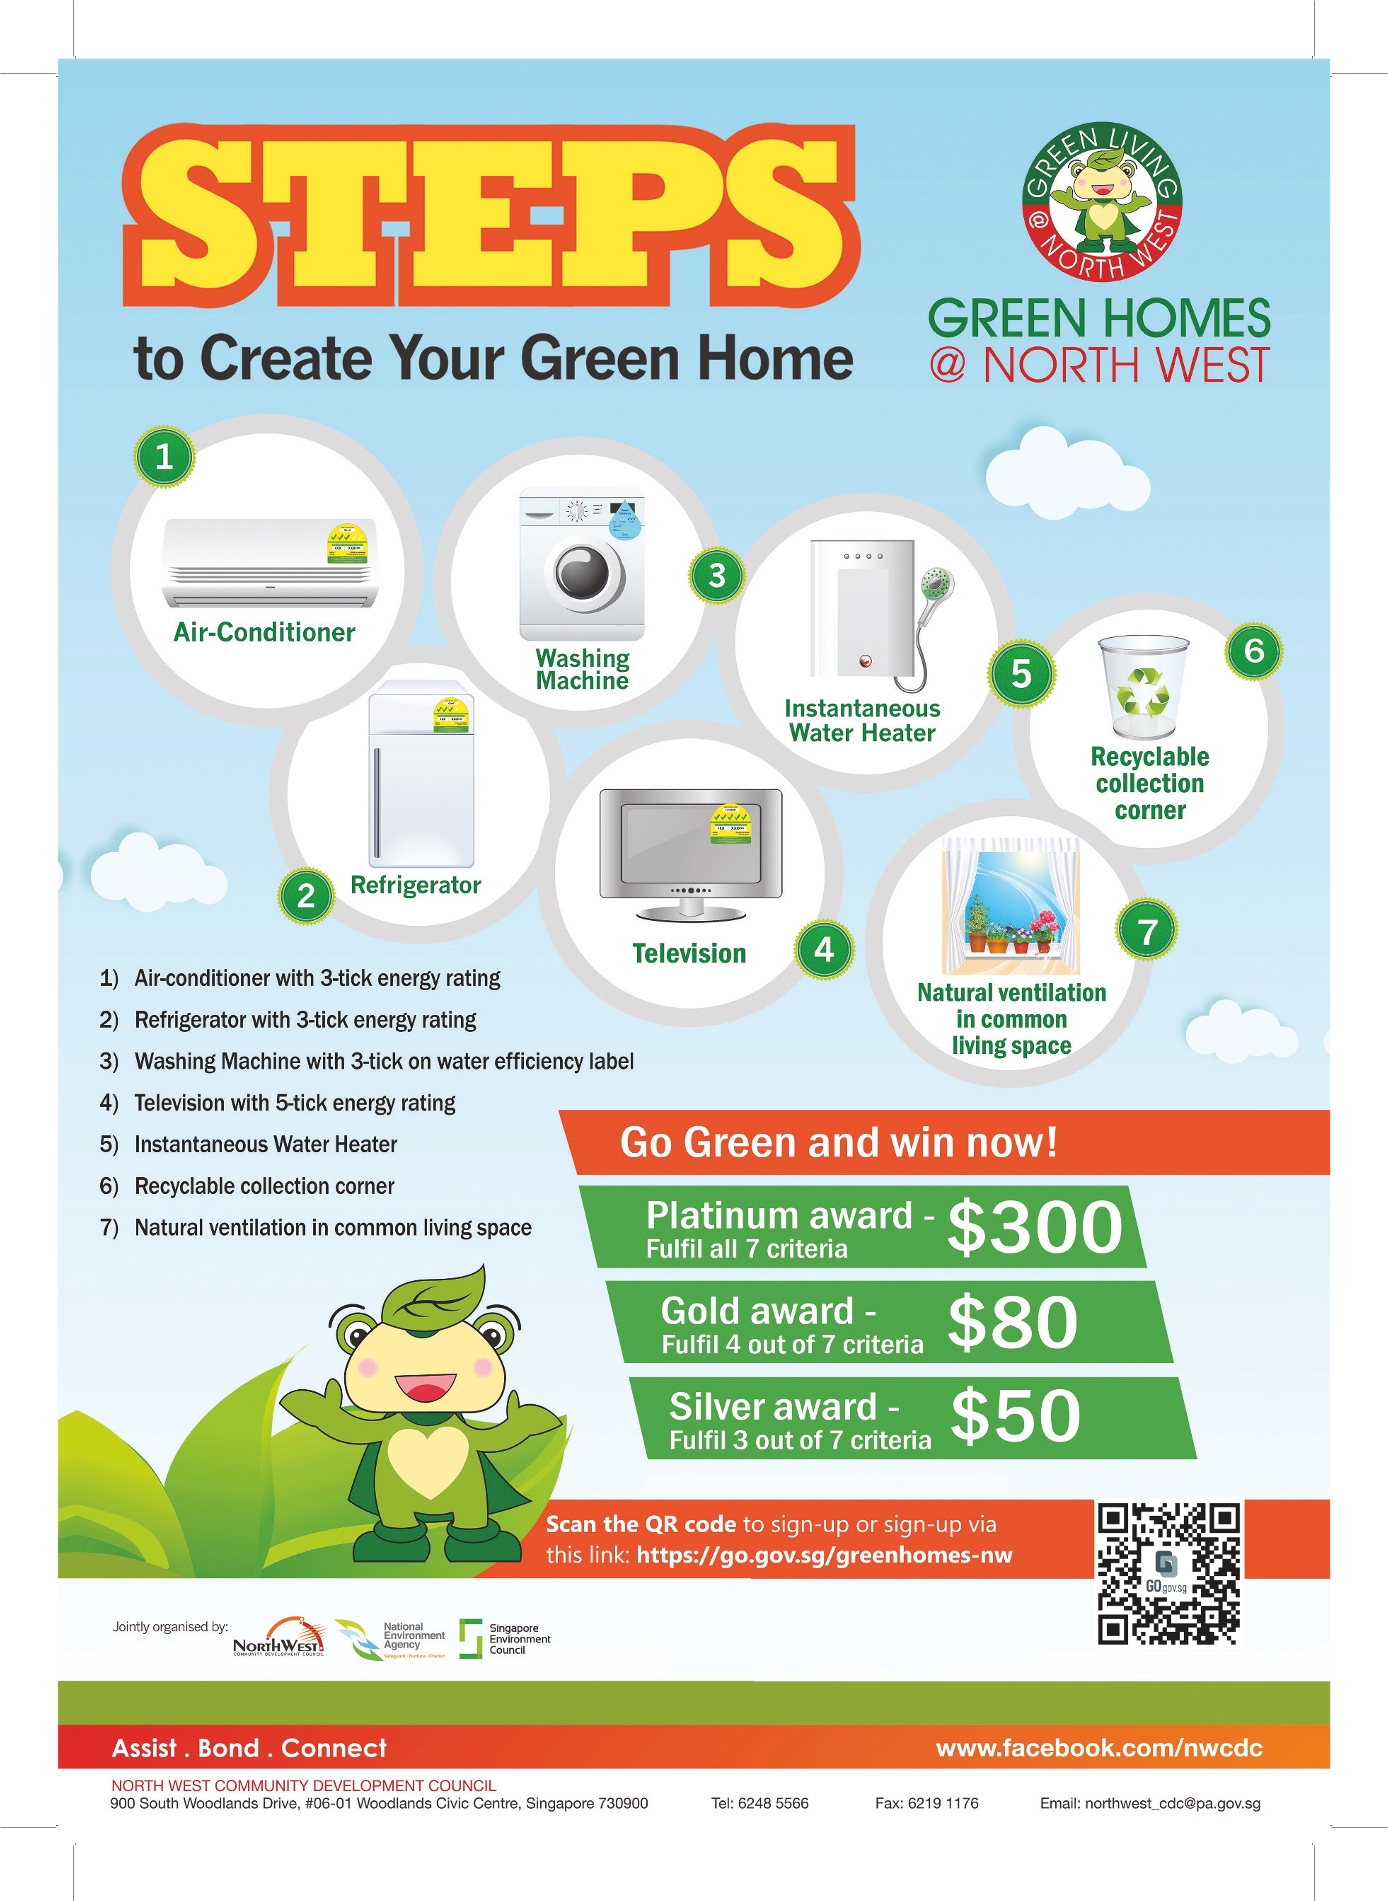 STEPS
to Create Your Green Home
GREEN LIVING
@ NORTH WEST
GREEN HOMES
@ NORTH WEST
1
Air-Conditioner
Washing
Machine
3
Instantaneous
Water Heater
5
6
Recyclable
collection
corner
2
Refrigerator
Television
4
7
Natural ventilation
in common
living space
1) Air-conditioner with 3-tick energy rating
2) Refrigerator with 3-tick energy rating
3) Washing Machine with 3-tick on water efficiency label
4) Television with 5-tick energy rating
5) Instantaneous Water Heater
6) Recyclable collection corner
7) Natural ventilation in common living space
Go Green and win now!
Platinum award - $300
Fulfil all 7 criteria
Gold award - $80
Fulfil 4 out of 7 criteria
Silver award - $50
Fulfil 3 out of 7 criteria
Scan the QR code to sign-up or sign-up via
this link: https://go.gov.sg/greenhomes-nw
GOgov.sg
Jointly organised by:
NORTH WEST
COMMUNITY DEVELOPMENT COUNCIL
National
Environment
Agency
Safeguard · Nurture · Cherish
Singapore
Environment
Council
Assist . Bond . Connect
www.facebook.com/nwcdc
NORTH WEST COMMUNITY DEVELOPMENT COUNCIL
900 South Woodlands Drive, #06-01 Woodlands Civic Centre, Singapore 730900 Tel: 6248 5566 Fax: 6219 1176 Email: northwest_cdc@pa.gov.sg